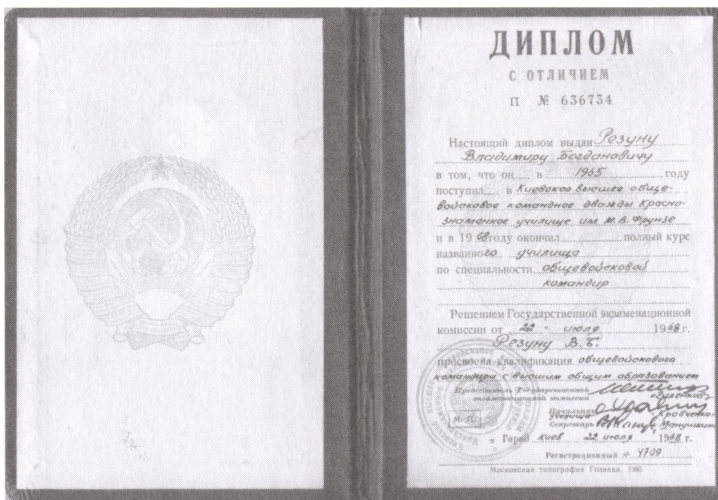 ДИПЛОМ
С ОТЛИЧИЕМ
П № 636734
Настоящий диплом выдан Резуну
Владимиру Богдановичу
в том, что он в 1965 году
поступил в Киевское высшее обще-
войсковое командное дважды Красно-
знаменное училище им М.В.Фрунзе
и в 1968 году окончил полный курс
названного училища
по специальности общевойсковой
командир
Решением Государственной экзаменационной
комиссии от 22 - июля 1968 г.
Резуну В.Б.
присвоена квалификация общевойскового
командира с высшим общим образованием
Председатель Государственной
экзаменационной комиссии
Начальник
училища Кравченко
Секретарь
М.П.
Город Киев 22 июля 1968 г.
Регистрационный № 4709
Московская типография Гознака. 1960.